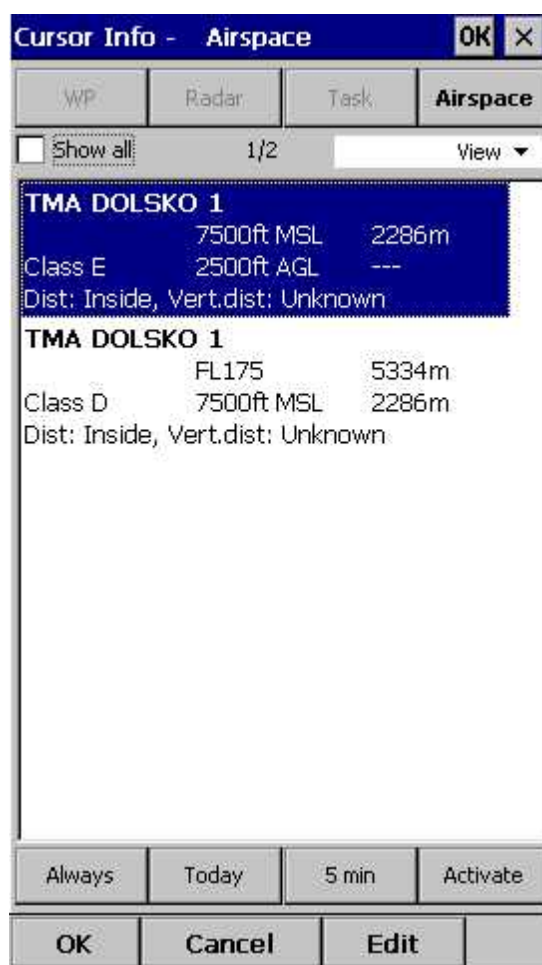 Cursor Info - Airspace OK ×
WP Radar Task Airspace
Show all 1/2 View
TMA DOLSKO 1
7500ft MSL 2286m
Class E 2500ft AGL ---
Dist: Inside, Vert.dist: Unknown
TMA DOLSKO 1
FL175 5334m
Class D 7500ft MSL 2286m
Dist: Inside, Vert.dist: Unknown
Always Today 5 min Activate
OK Cancel Edit